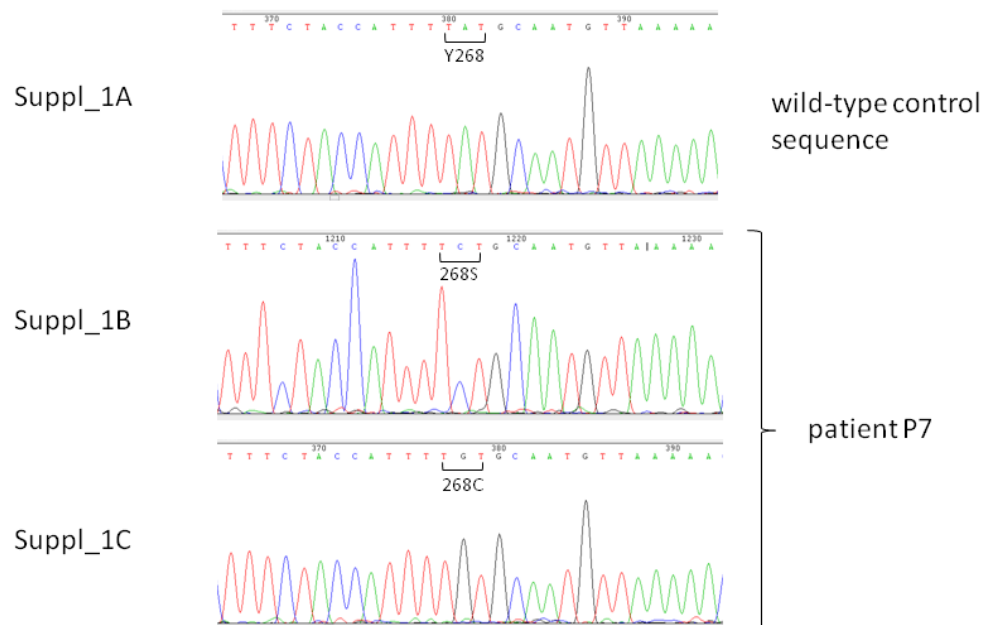 370 380 390
T T T C T A C C A T T T T A T G C A A T G T T A A A A A
Y268
Suppl_1A
wild-type control
sequence
1210 1220 1230
T T T C T A C C A T T T T C T G C A A T G T T A A A A A
268S
Suppl_1B
370 380 390
T T T C T A C C A T T T T G T G C A A T G T T A A A A A
268C
patient P7
Suppl_1C